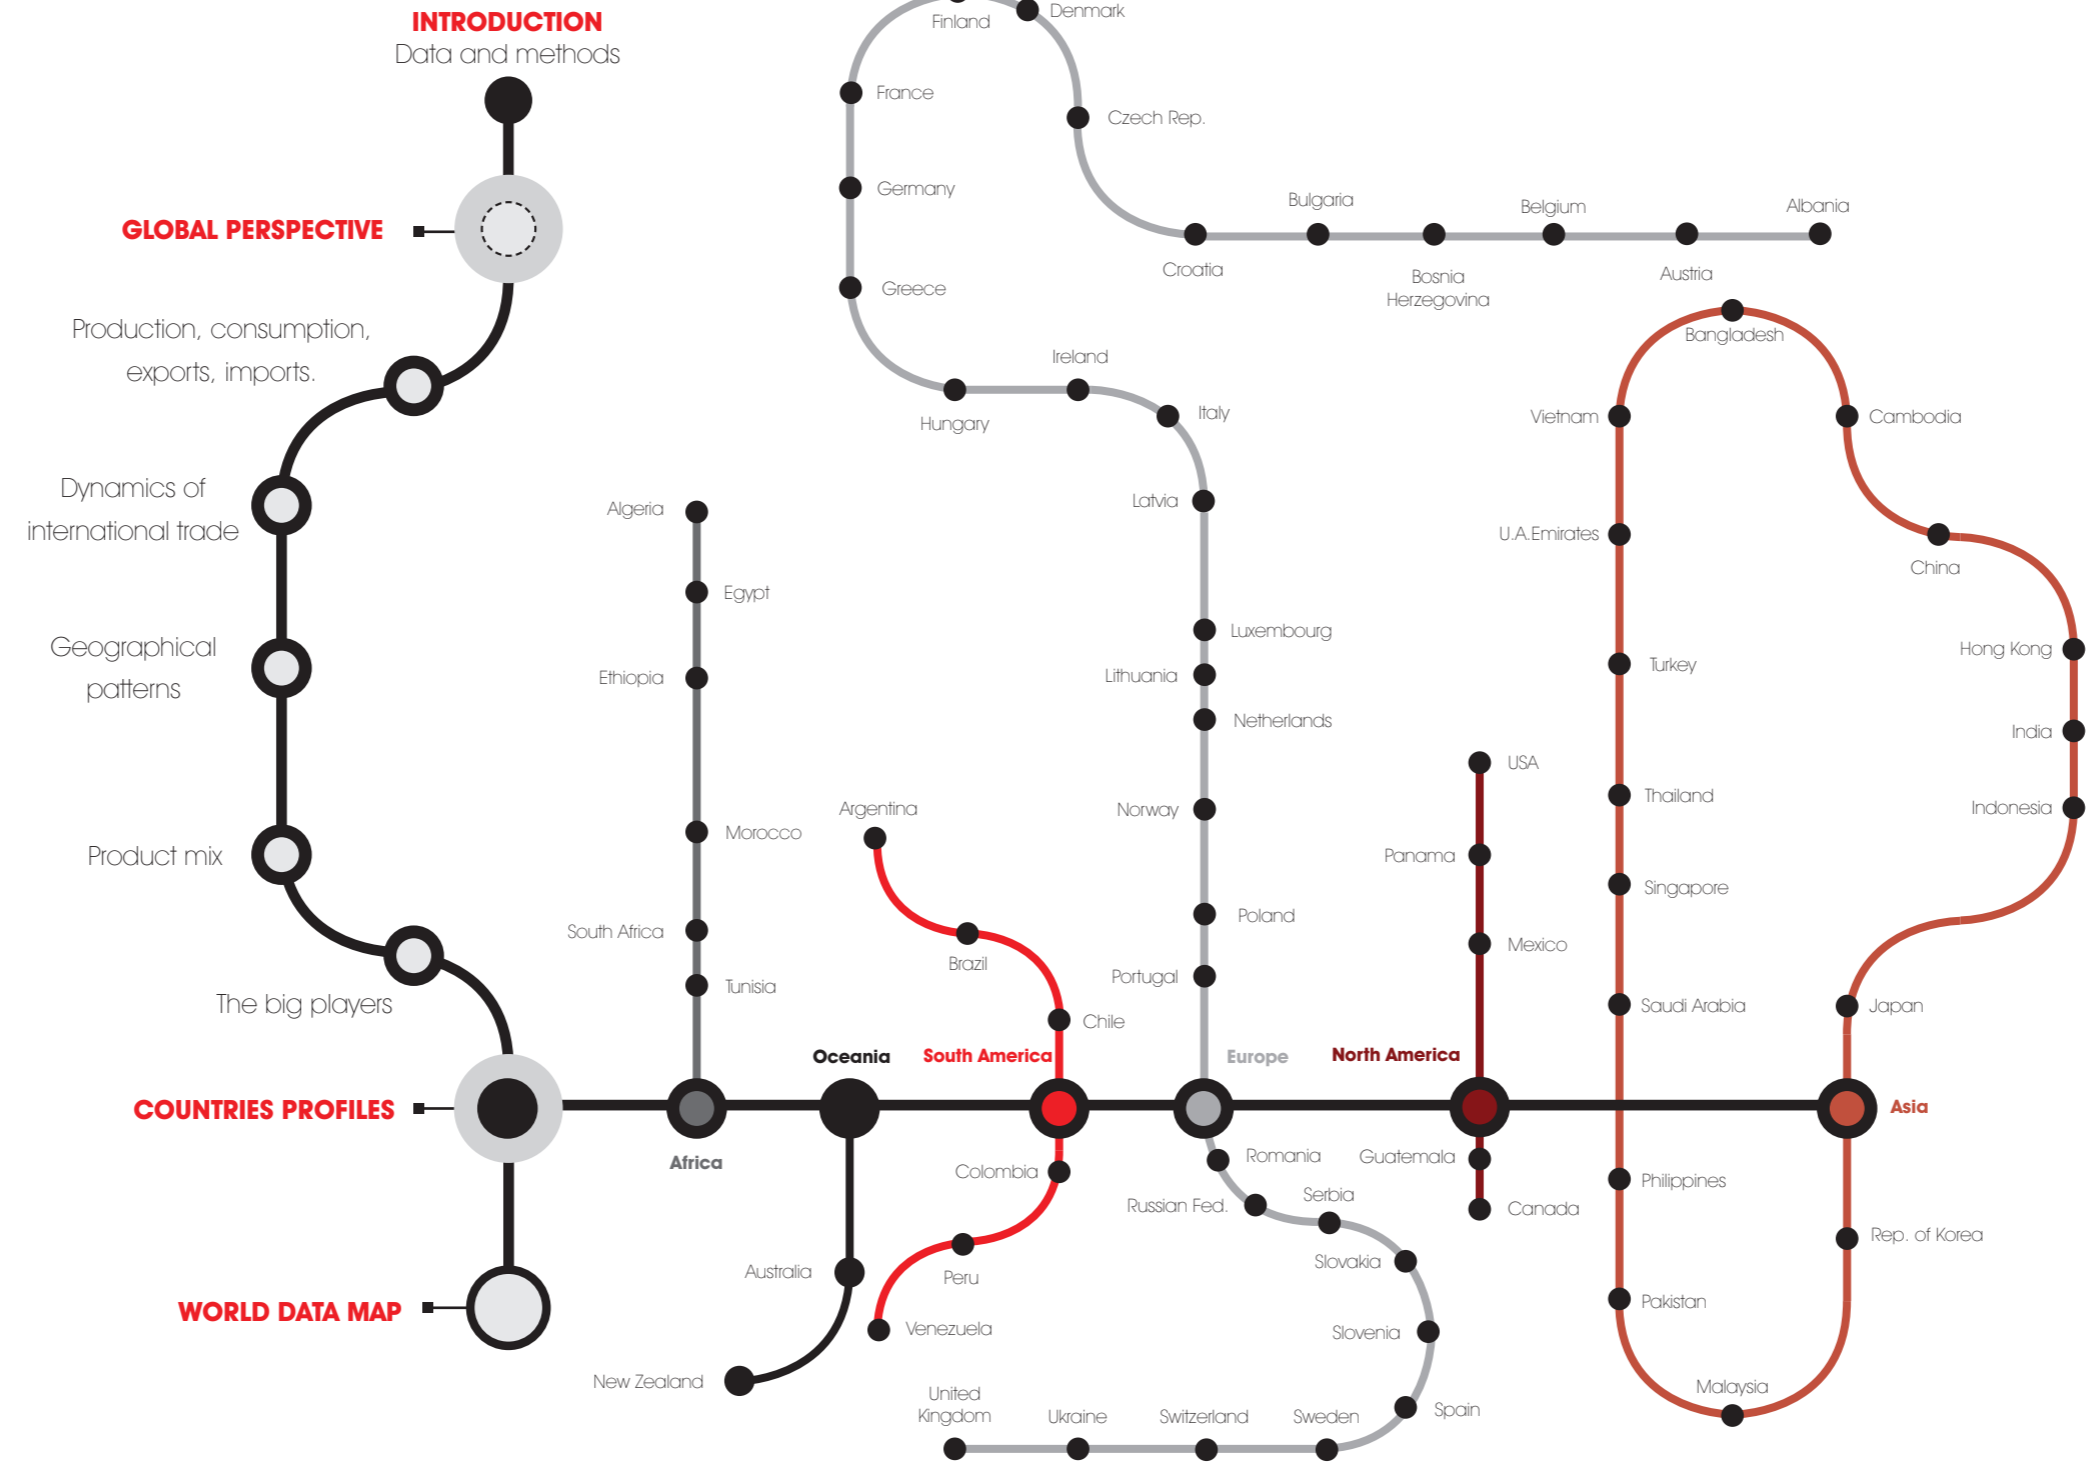 INTRODUCTION
Data and methods
GLOBAL PERSPECTIVE
Production, consumption,
exports, imports.
Dynamics of
international trade
Geographical
patterns
Product mix
The big players
COUNTRIES PROFILES
WORLD DATA MAP
Africa
Algeria
Egypt
Ethiopia
Morocco
South Africa
Tunisia
Oceania
Australia
New Zealand
South America
Argentina
Brazil
Chile
Colombia
Peru
Venezuela
Europe
Albania
Austria
Belgium
Bosnia
Herzegovina
Bulgaria
Croatia
Czech Rep.
Denmark
Finland
France
Germany
Greece
Hungary
Ireland
Italy
Latvia
Luxembourg
Lithuania
Netherlands
Norway
Poland
Portugal
Romania
Russian Fed.
Serbia
Slovakia
Slovenia
Spain
Sweden
Switzerland
Ukraine
United
Kingdom
North America
USA
Panama
Mexico
Guatemala
Canada
Asia
Bangladesh
Cambodia
China
Hong Kong
India
Indonesia
Japan
Rep. of Korea
Malaysia
Pakistan
Philippines
Saudi Arabia
Singapore
Thailand
Turkey
U.A.Emirates
Vietnam